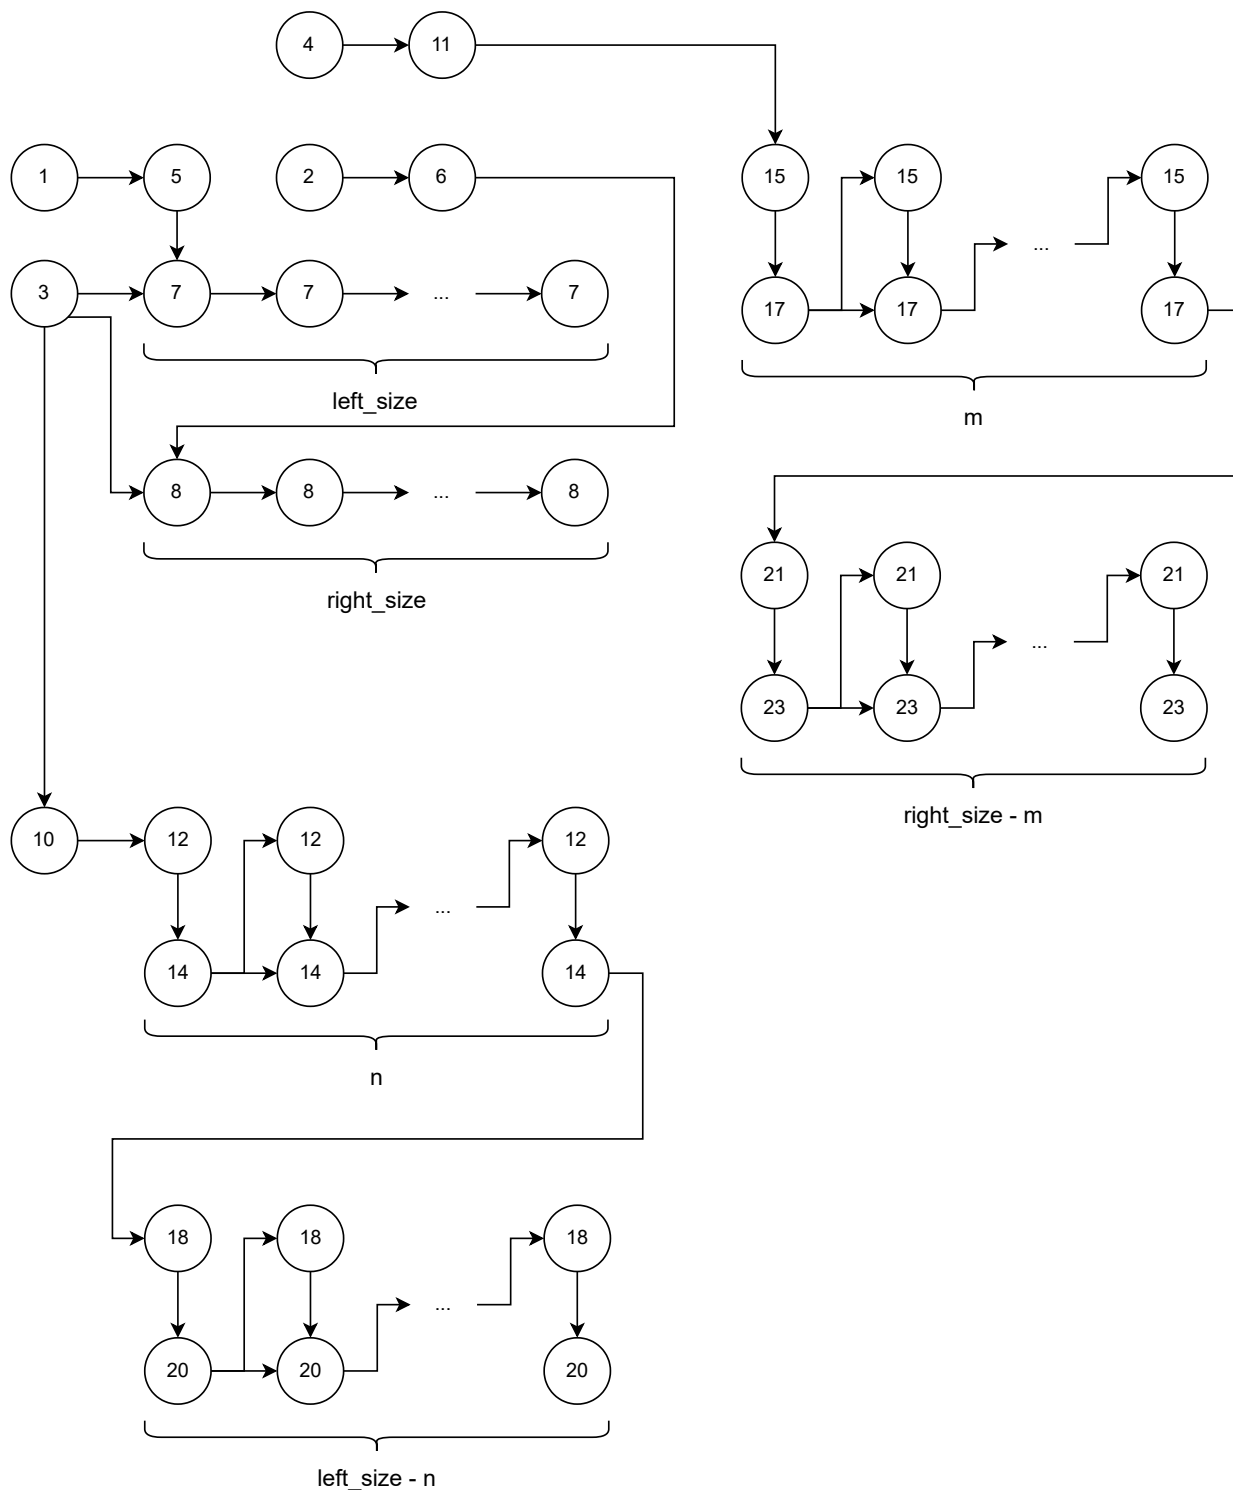 4 11
1 5 2 6 15 15 15
...
3 7 7 ... 7 17 17 17
left_size
m
8 8 ... 8
21 21 21
right_size
...
23 23 23
right_size - m
10 12 12 12
...
14 14 14
n
18 18 18
...
20 20 20
left_size - n